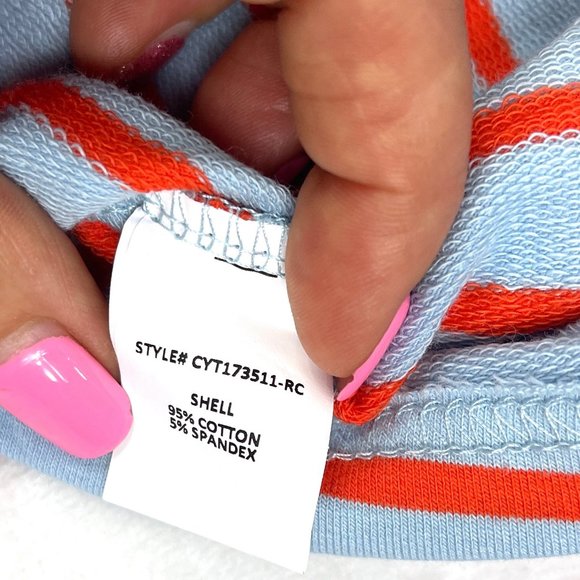 STYLE# CYT173511-RC
SHELL
95% COTTON
5% SPANDEX